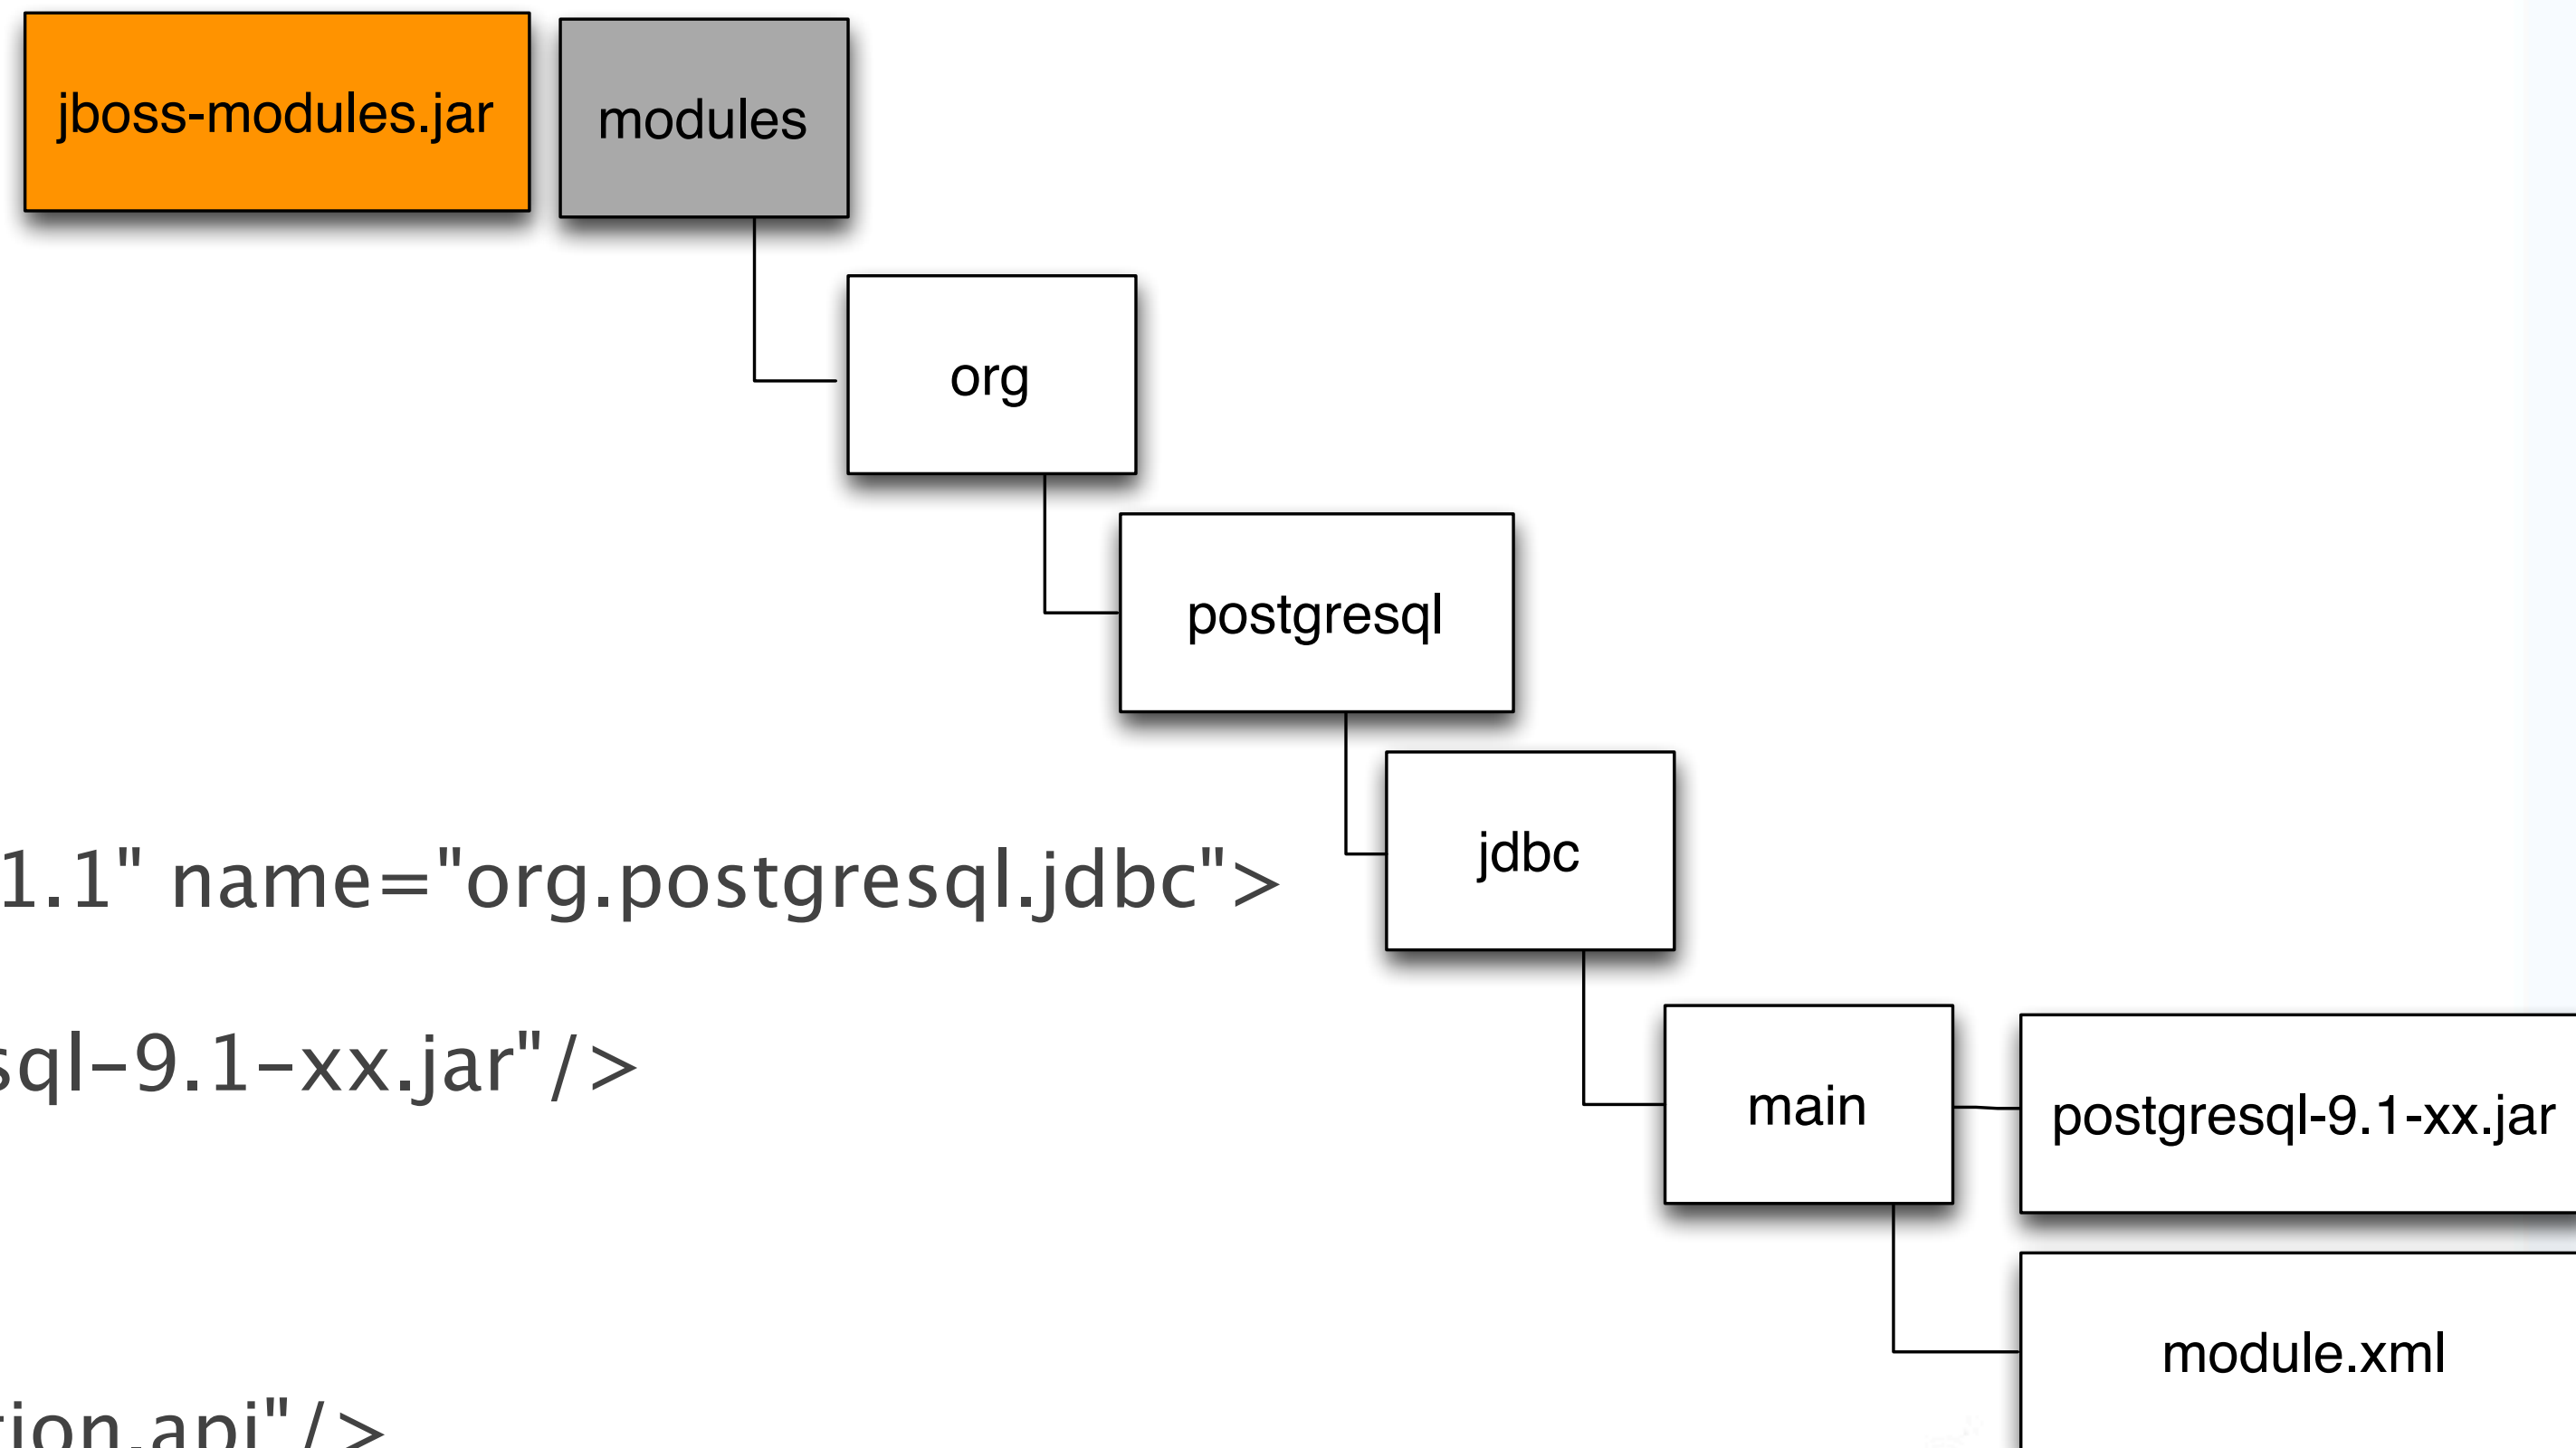 jboss-modules.jar
modules
org
postgresql
jdbc
1.1" name="org.postgresql.jdbc">
sql-9.1-xx.jar"/>
main
postgresql-9.1-xx.jar
module.xml
tion.api"/>